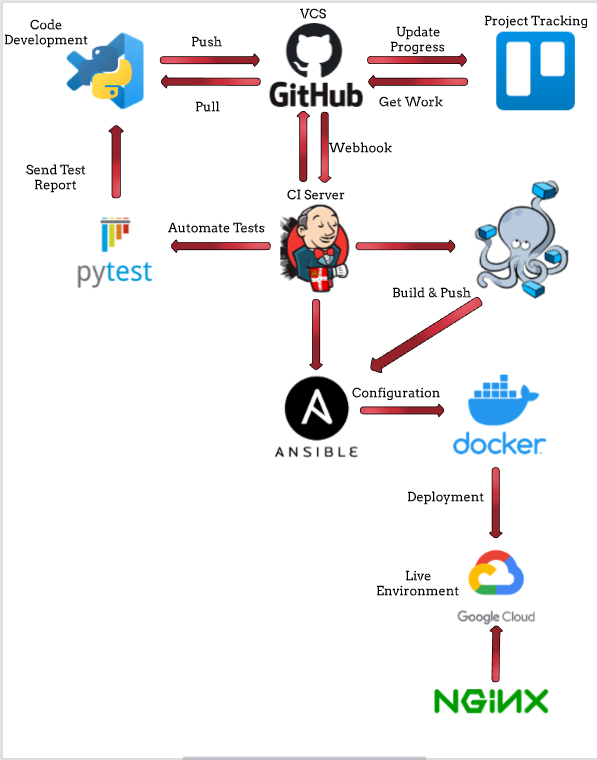 VCS
Code
Development
Project Tracking
Push
Update
Progress
GitHub
Pull
Get Work
Webhook
Send Test
Report
CI Server
Automate Tests
pytest
Build & Push
Configuration
ANSIBLE
docker
Deployment
Live
Environment
Google Cloud
NGINX